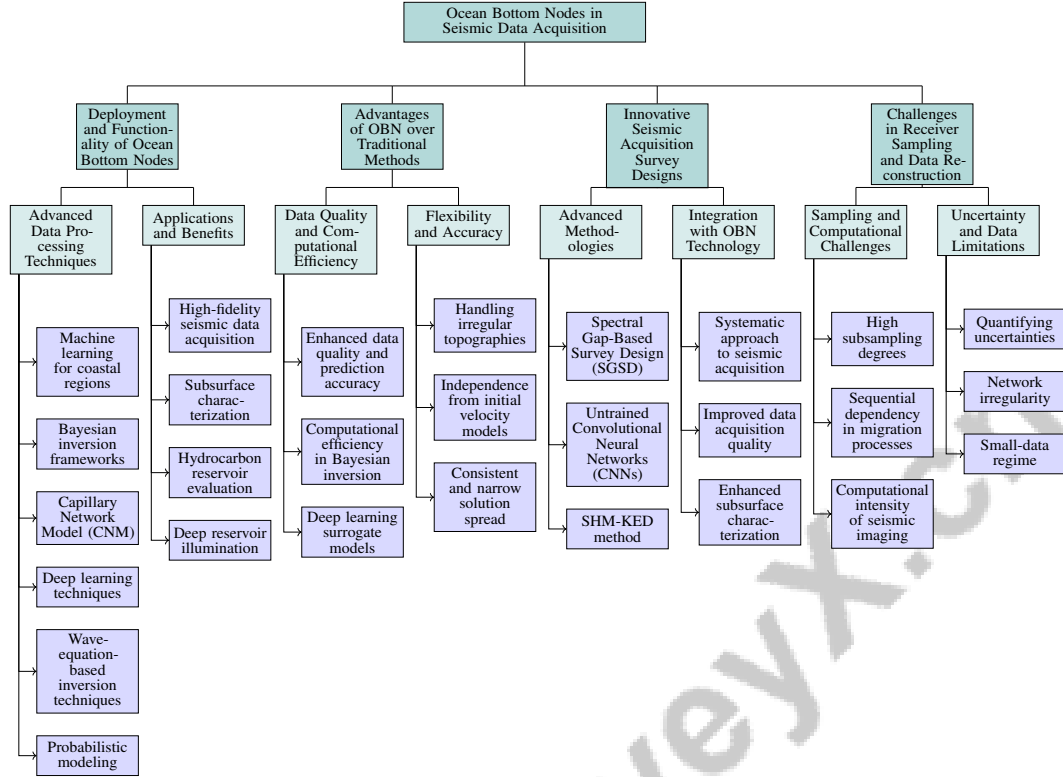 Ocean Bottom Nodes in
Seismic Data Acquisition
Deployment
and Function-
ality of Ocean
Bottom Nodes
Advantages
of OBN over
Traditional
Methods
Innovative
Seismic
Acquisition
Survey
Designs
Challenges
in Receiver
Sampling
and Data Re-
construction
Advanced
Data Pro-
cessing
Techniques
Applications
and Benefits
Data Quality
and Com-
putational
Efficiency
Flexibility
and Accuracy
Advanced
Method-
ologies
Integration
with OBN
Technology
Sampling and
Computational
Challenges
Uncertainty
and Data
Limitations
Machine
learning
for coastal
regions
Bayesian
inversion
frameworks
Capillary
Network
Model (CNM)
Deep learning
techniques
Wave-
equation-
based
inversion
techniques
Probabilistic
modeling
High-fidelity
seismic data
acquisition
Subsurface
charac-
terization
Hydrocarbon
reservoir
evaluation
Deep reservoir
illumination
Enhanced data
quality and
prediction
accuracy
Computational
efficiency
in Bayesian
inversion
Deep learning
surrogate
models
Handling
irregular
topographies
Independence
from initial
velocity
models
Consistent
and narrow
solution
spread
Spectral
Gap-Based
Survey Design
(SGSD)
Untrained
Convolutional
Neural
Networks
(CNNs)
SHM-KED
method
Systematic
approach
to seismic
acquisition
Improved data
acquisition
quality
Enhanced
subsurface
charac-
terization
High
subsampling
degrees
Sequential
dependency
in migration
processes
Computational
intensity
of seismic
imaging
Quantifying
uncertainties
Network
irregularity
Small-data
regime